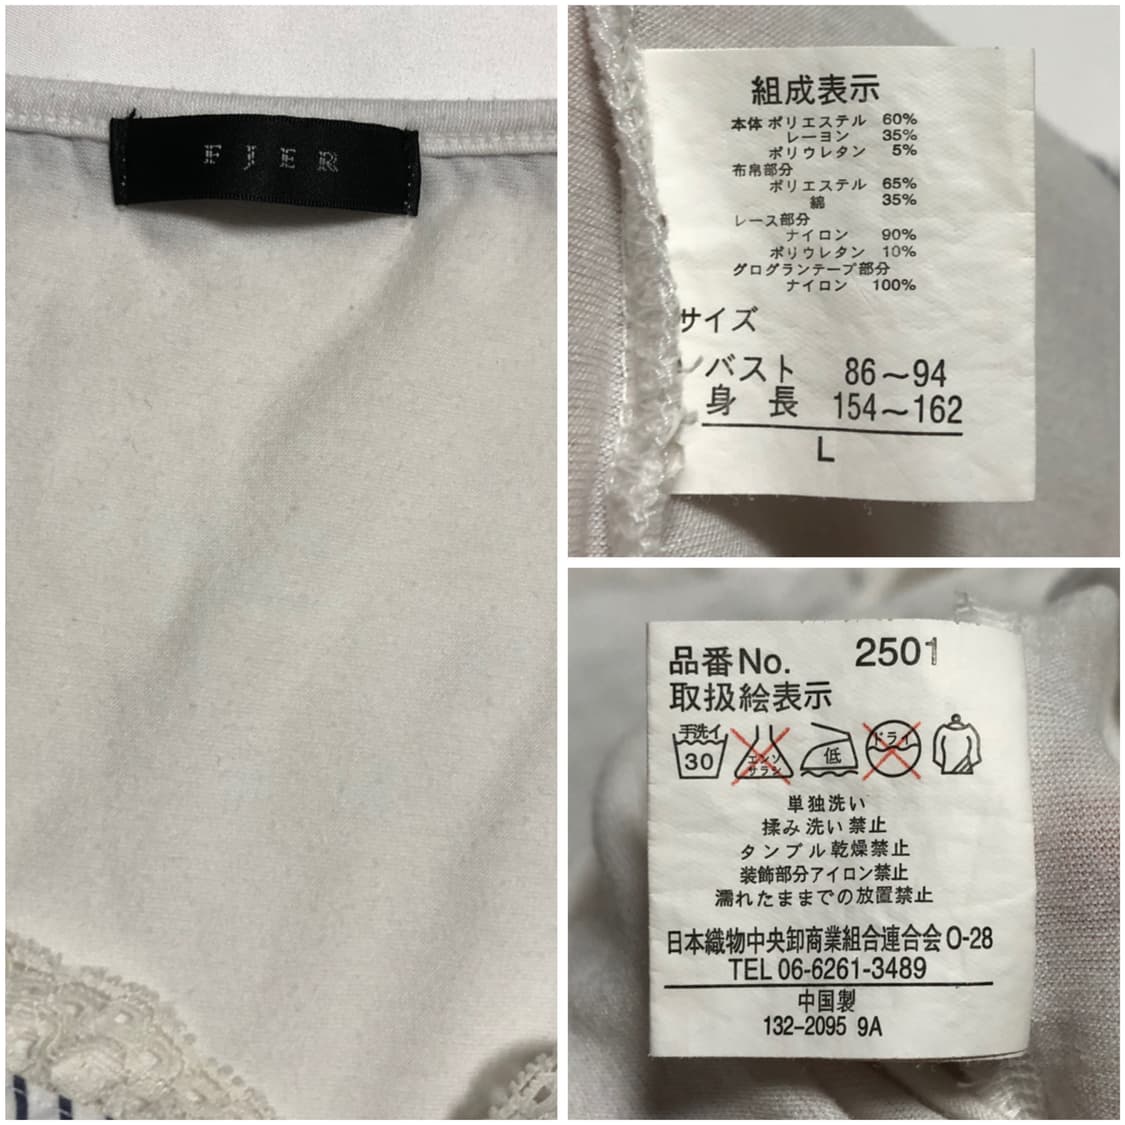 FJER
組成表示
本体 ポリエステル 60%
レーヨン 35%
ポリウレタン 5%
布帛部分
ポリエステル 65%
綿 35%
レース部分
ナイロン 90%
ポリウレタン 10%
グログランテープ部分
ナイロン 100%
サイズ
バスト 86～94
身長 154～162
L
品番No. 2501
取扱絵表示
手洗イ 30 エンソ サラシ 低 ドライ
単独洗い
揉み洗い禁止
タンブル乾燥禁止
装飾部分アイロン禁止
濡れたままでの放置禁止
日本織物中央卸商業組合連合会 O-28
TEL 06-6261-3489
中国製
132-2095 9A